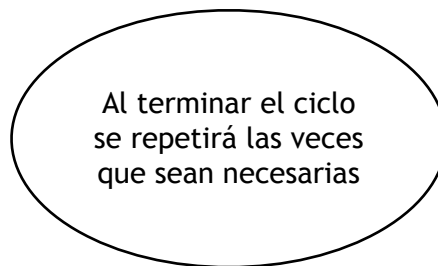 Al terminar el ciclo
se repetirá las veces
que sean necesarias